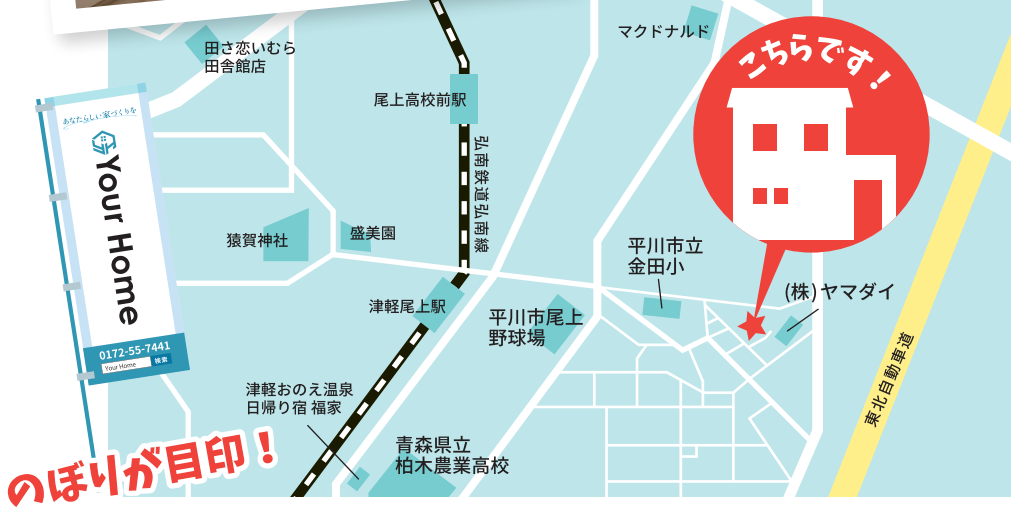 マクドナルド
こちらです！
田さ恋いむら
田舎館店
尾上高校前駅
弘南鉄道弘南線
あなたらしい家づくりを
Your Home
0172-55-7441
Your Home 検索
猿賀神社
盛美園
平川市立
金田小
(株)ヤマダイ
津軽尾上駅
平川市尾上
野球場
東北自動車道
津軽おのえ温泉
日帰り宿 福家
青森県立
柏木農業高校
のぼりが目印！